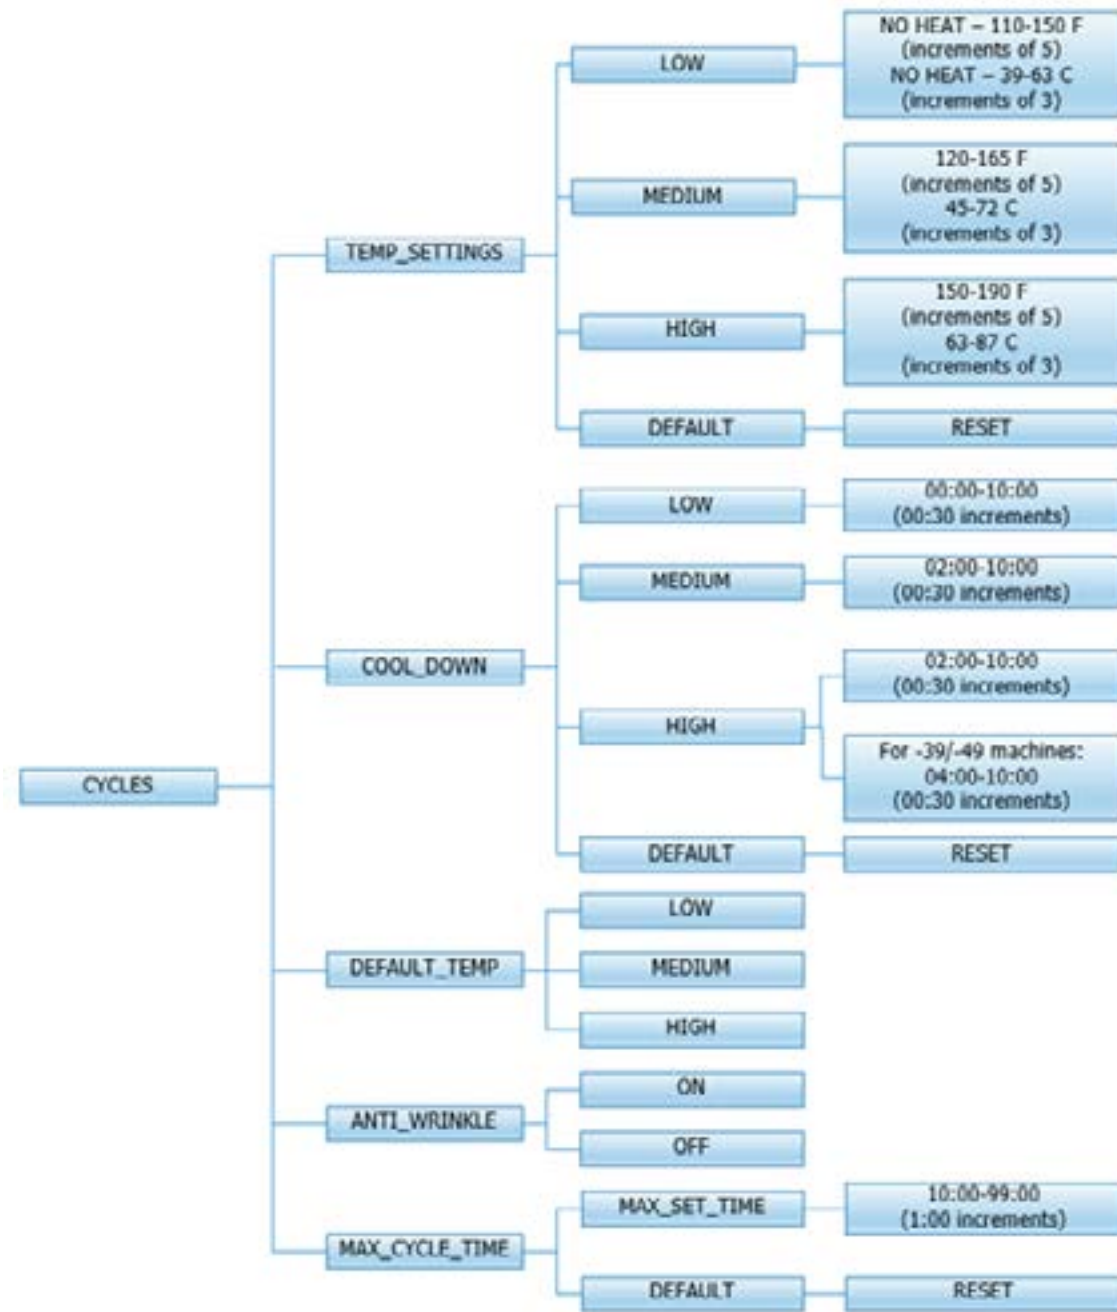 CYCLES
TEMP_SETTINGS
LOW
NO HEAT – 110-150 F
(increments of 5)
NO HEAT – 39-63 C
(increments of 3)
MEDIUM
120-165 F
(increments of 5)
45-72 C
(increments of 3)
HIGH
150-190 F
(increments of 5)
63-87 C
(increments of 3)
DEFAULT
RESET
COOL_DOWN
LOW
00:00-10:00
(00:30 increments)
MEDIUM
02:00-10:00
(00:30 increments)
HIGH
02:00-10:00
(00:30 increments)
For -39/-49 machines:
04:00-10:00
(00:30 increments)
DEFAULT
RESET
DEFAULT_TEMP
LOW
MEDIUM
HIGH
ANTI_WRINKLE
ON
OFF
MAX_CYCLE_TIME
MAX_SET_TIME
10:00-99:00
(1:00 increments)
DEFAULT
RESET